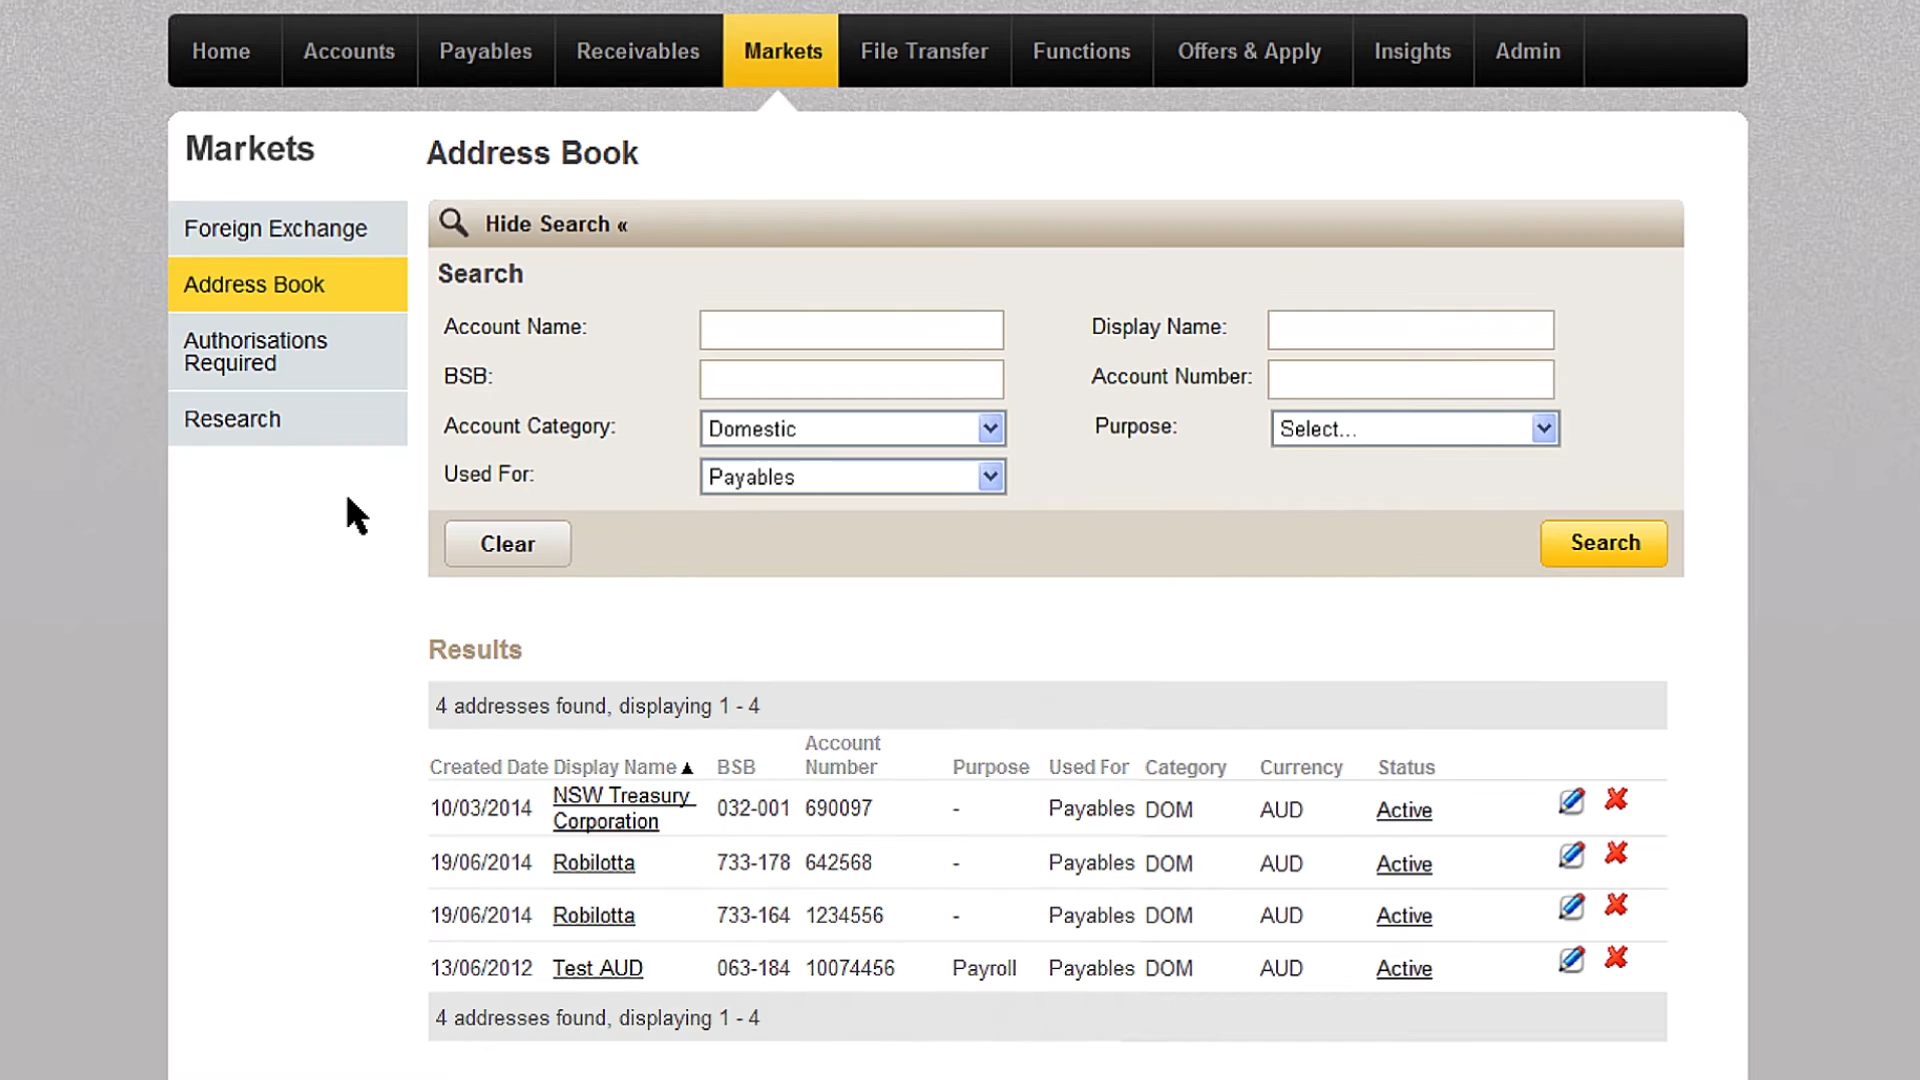 Home Accounts Payables Receivables Markets File Transfer Functions Offers & Apply Insights Admin
Markets
Foreign Exchange
Address Book
Authorisations
Required
Research
Address Book
Hide Search «
Search
Account Name: Display Name:
BSB: Account Number:
Account Category: Domestic Purpose: Select...
Used For: Payables
Clear Search
Results
4 addresses found, displaying 1 - 4
Account
Created Date Display Name ▲ BSB Number Purpose Used For Category Currency Status
10/03/2014 NSW Treasury 032-001 690097 - Payables DOM AUD Active
Corporation
19/06/2014 Robilotta 733-178 642568 - Payables DOM AUD Active
19/06/2014 Robilotta 733-164 1234556 - Payables DOM AUD Active
13/06/2012 Test AUD 063-184 10074456 Payroll Payables DOM AUD Active
4 addresses found, displaying 1 - 4